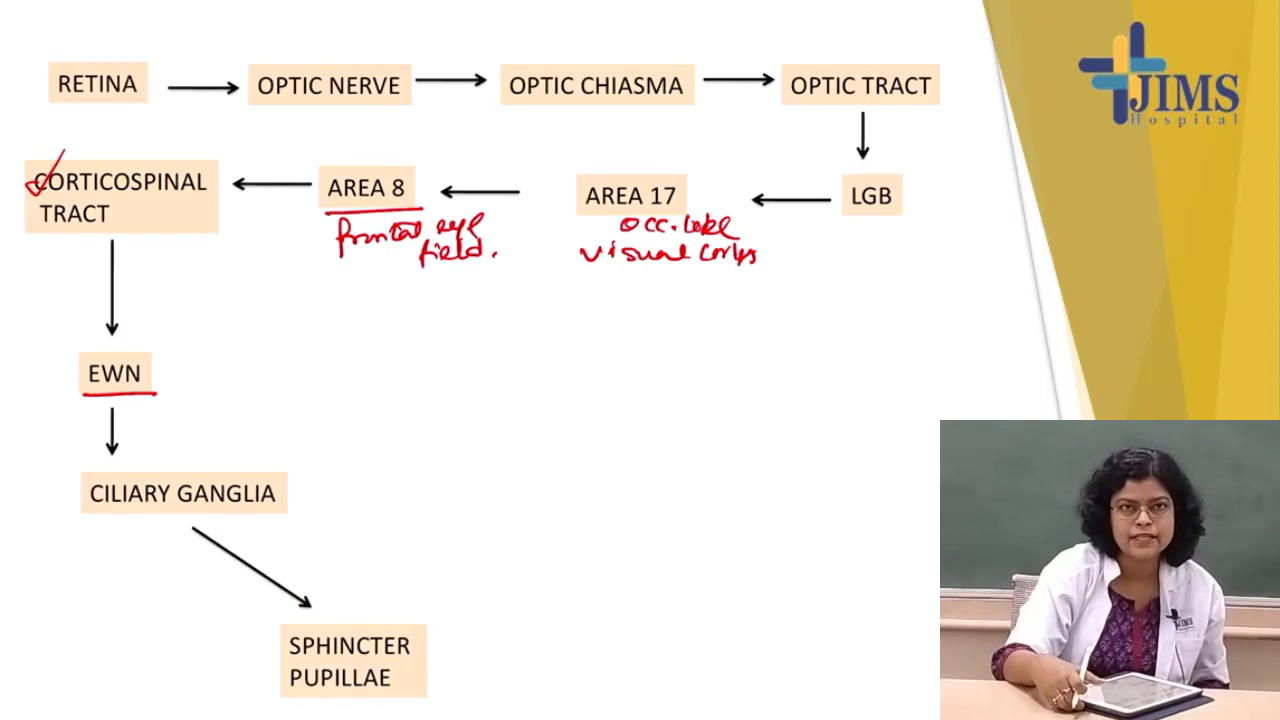 RETINA
OPTIC NERVE
OPTIC CHIASMA
OPTIC TRACT
JIMS
Hospital
CORTICOSPINAL
TRACT
AREA 8
frontal eye
field.
AREA 17
occ. lobe
visual cortex
LGB
EWN
CILIARY GANGLIA
SPHINCTER
PUPILLAE
JIMS